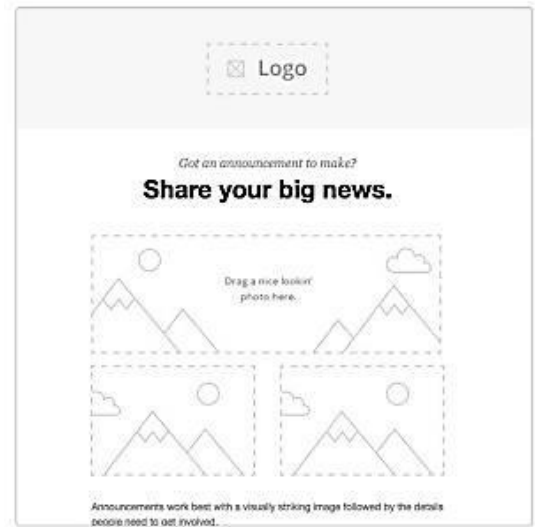 Logo
Got an announcement to make?
Share your big news.
Drag a nice lookin'
photo here.
Announcements work best with a visually striking image followed by the details
people need to get involved.